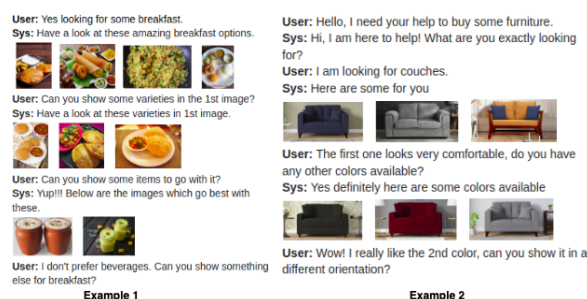 User: Yes looking for some breakfast.
Sys: Have a look at these amazing breakfast options.
User: Can you show some varieties in the 1st image?
Sys: Have a look at these varieties in 1st image.
User: Can you show some items to go with it?
Sys: Yup!!! Below are the images which go best with
these.
User: I don't prefer beverages. Can you show something
else for breakfast?
Example 1
User: Hello, I need your help to buy some furniture.
Sys: Hi, I am here to help! What are you exactly looking
for?
User: I am looking for couches.
Sys: Here are some for you
User: The first one looks very comfortable, do you have
any other colors available?
Sys: Yes definitely here are some colors available
User: Wow! I really like the 2nd color, can you show it in a
different orientation?
Example 2